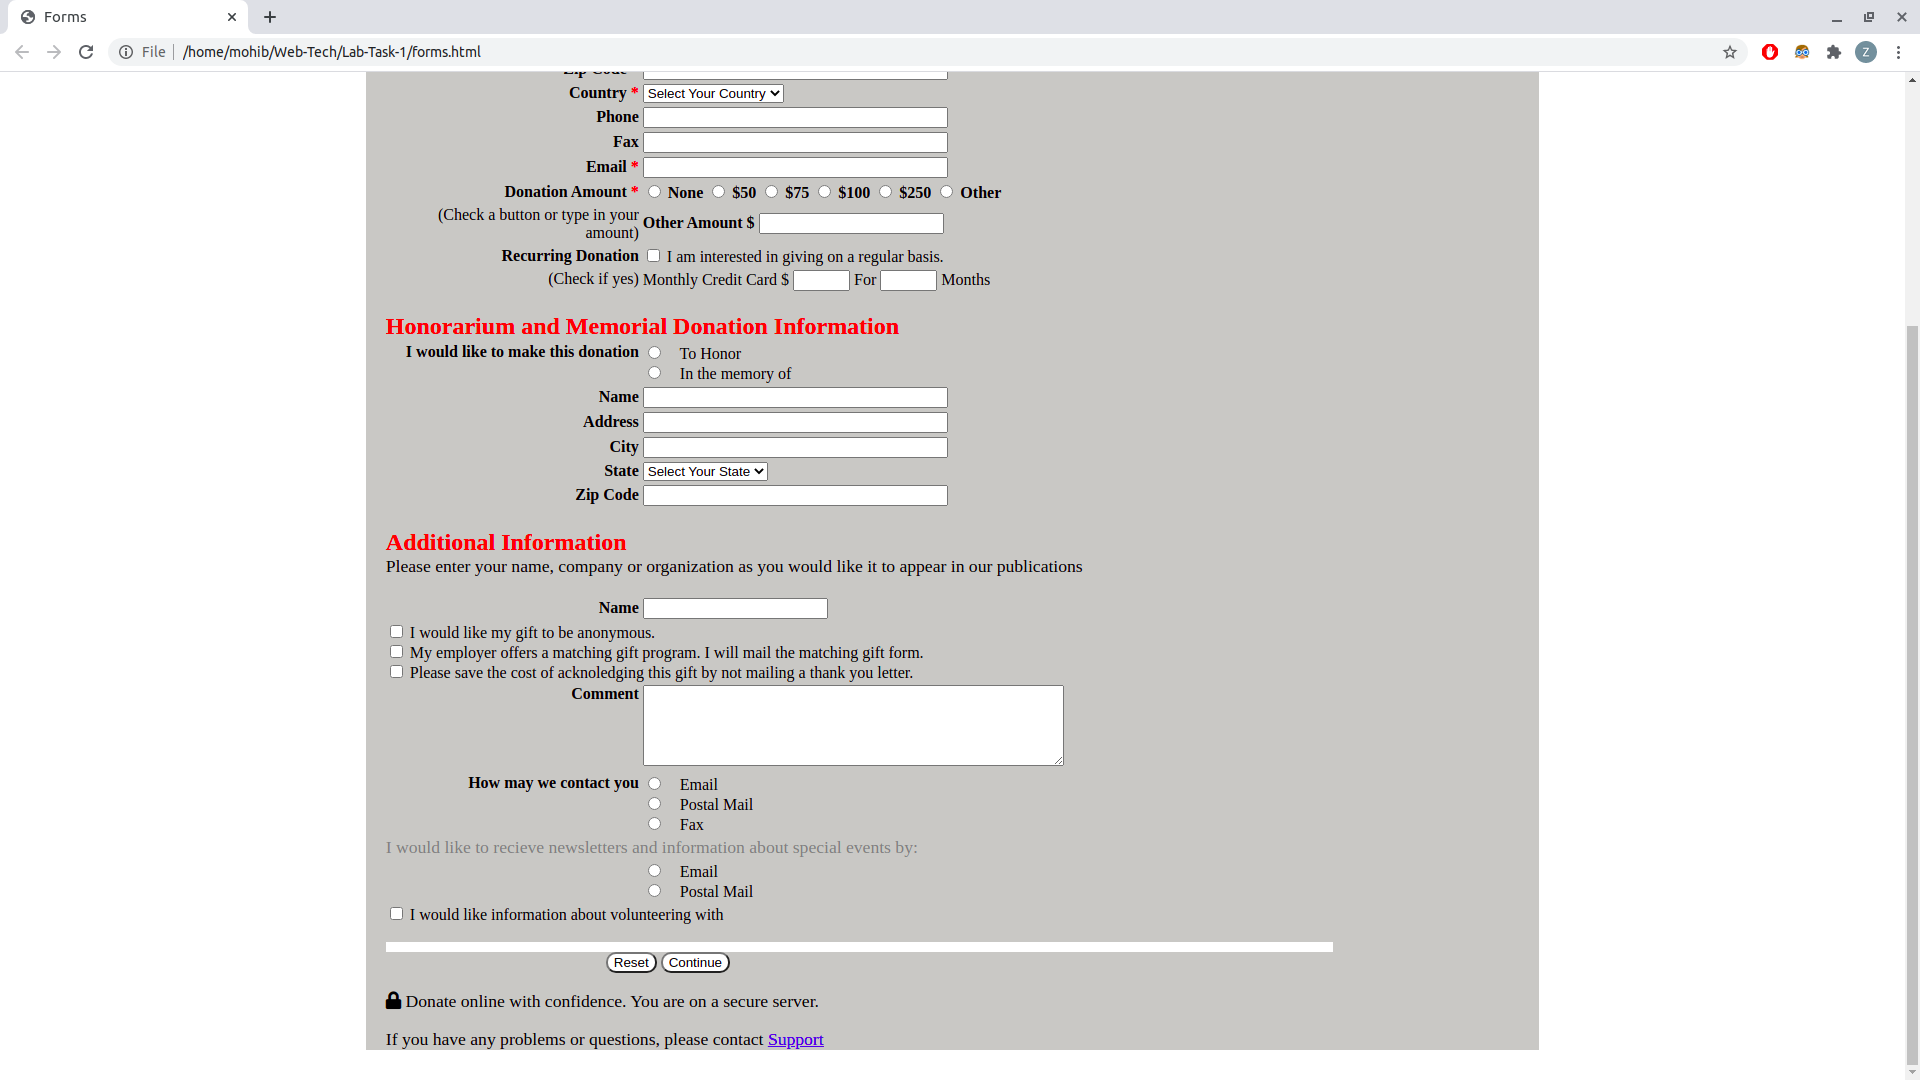 Forms
File | /home/mohib/Web-Tech/Lab-Task-1/forms.html
Z
Zip Code
Country * Select Your Country
Phone
Fax
Email *
Donation Amount * None $50 $75 $100 $250 Other
(Check a button or type in your amount) Other Amount $
Recurring Donation I am interested in giving on a regular basis.
(Check if yes) Monthly Credit Card $ For Months
Honorarium and Memorial Donation Information
I would like to make this donation To Honor
In the memory of
Name
Address
City
State Select Your State
Zip Code
Additional Information
Please enter your name, company or organization as you would like it to appear in our publications
Name
I would like my gift to be anonymous.
My employer offers a matching gift program. I will mail the matching gift form.
Please save the cost of acknoledging this gift by not mailing a thank you letter.
Comment
How may we contact you Email
Postal Mail
Fax
I would like to recieve newsletters and information about special events by:
Email
Postal Mail
I would like information about volunteering with
Reset Continue
Donate online with confidence. You are on a secure server.
If you have any problems or questions, please contact Support